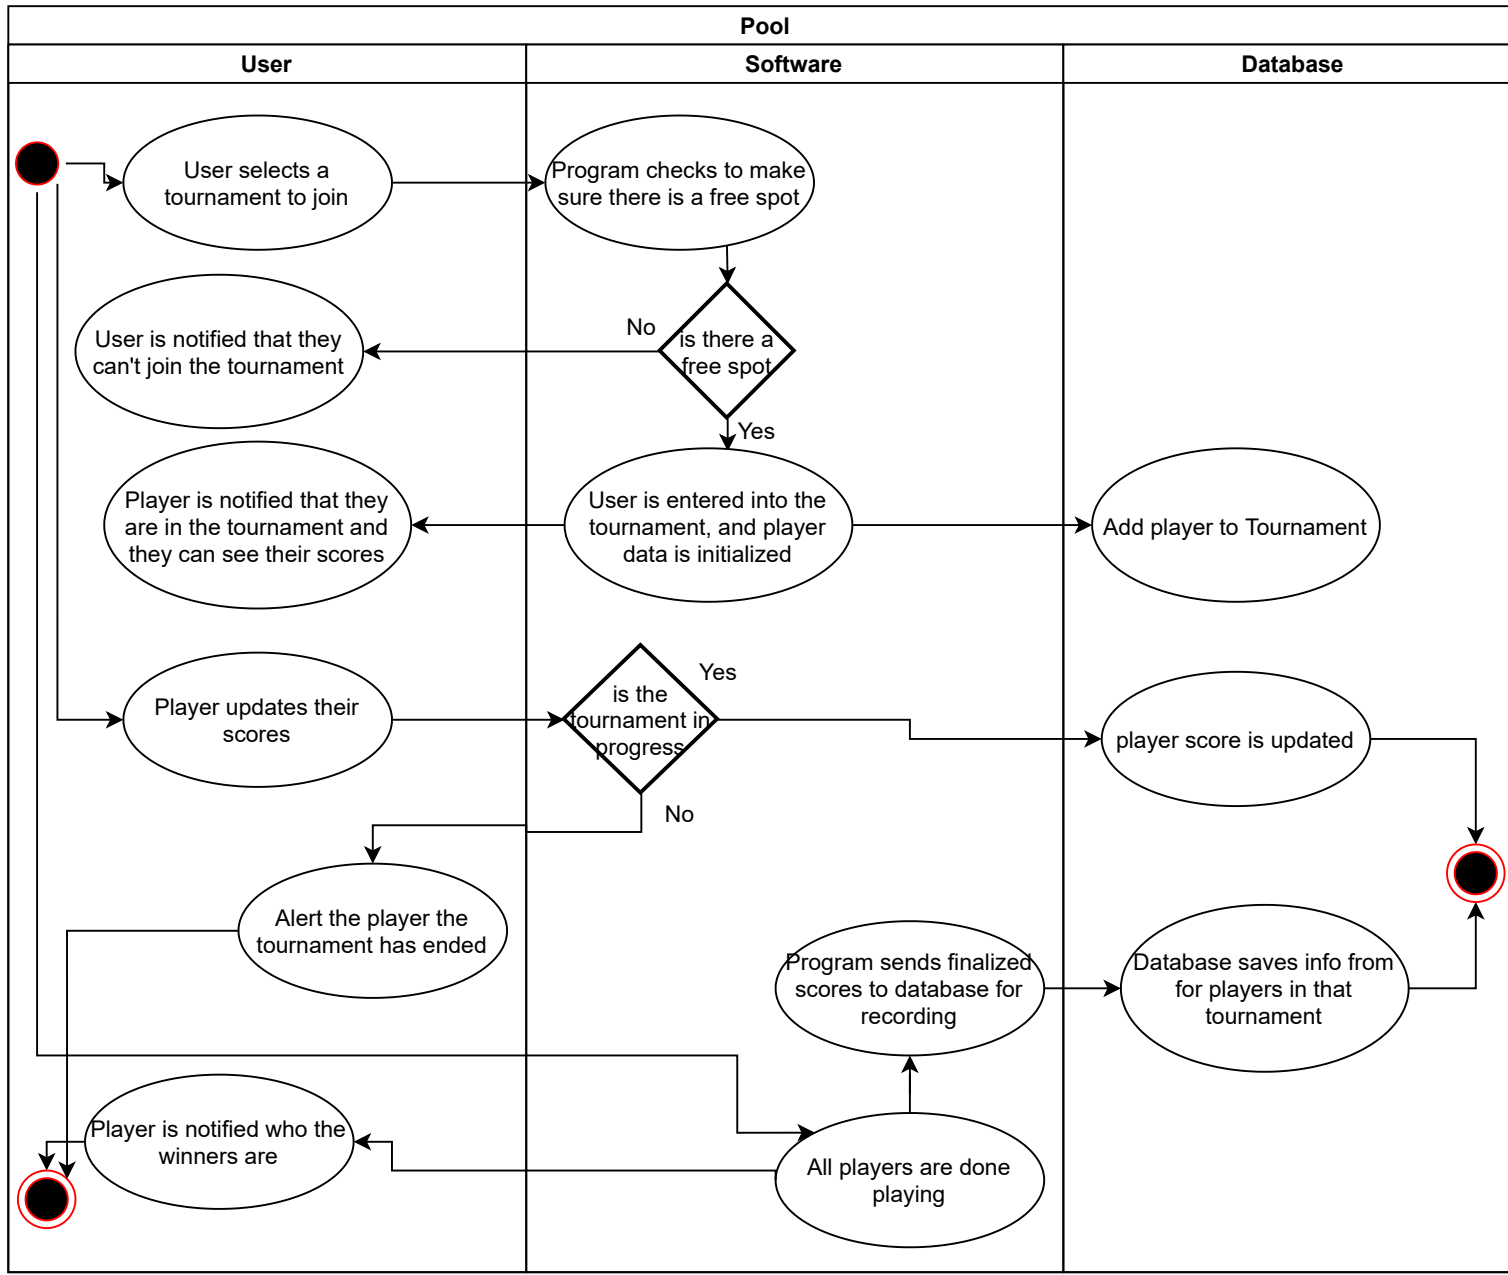 Pool
User
Software
Database
User selects a
tournament to join
Program checks to make
sure there is a free spot
User is notified that they
can't join the tournament
No
is there a
free spot
Yes
Player is notified that they
are in the tournament and
they can see their scores
User is entered into the
tournament, and player
data is initialized
Add player to Tournament
Player updates their
scores
is the
tournament in
progress
Yes
No
player score is updated
Alert the player the
tournament has ended
Program sends finalized
scores to database for
recording
Database saves info from
for players in that
tournament
Player is notified who the
winners are
All players are done
playing